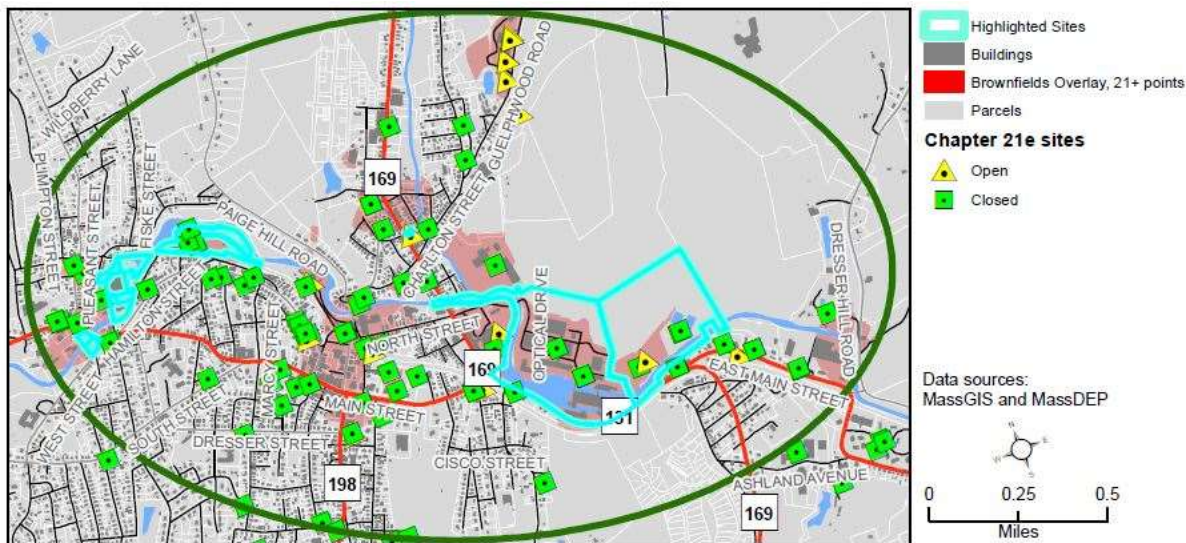 WILDBERRY LANE
PLIMPTON STREET
PLEASANT STREET
FISKE STREET
PAIGE HILL ROAD
169
GUELPHWOOD ROAD
CHARLTON STREET
DRESSER HILL ROAD
HAMILTON STREET
NORTH STREET
OPTICAL DRIVE
169
131
EAST MAIN STREET
WEST STREET
SOUTH STREET
MARCY STREET
MAIN STREET
DRESSER STREET
CISCO STREET
198
ASHLAND AVENUE
169
Highlighted Sites
Buildings
Brownfields Overlay, 21+ points
Parcels
Chapter 21e sites
Open
Closed
Data sources:
MassGIS and MassDEP
N
E
W
S
0 0.25 0.5
Miles